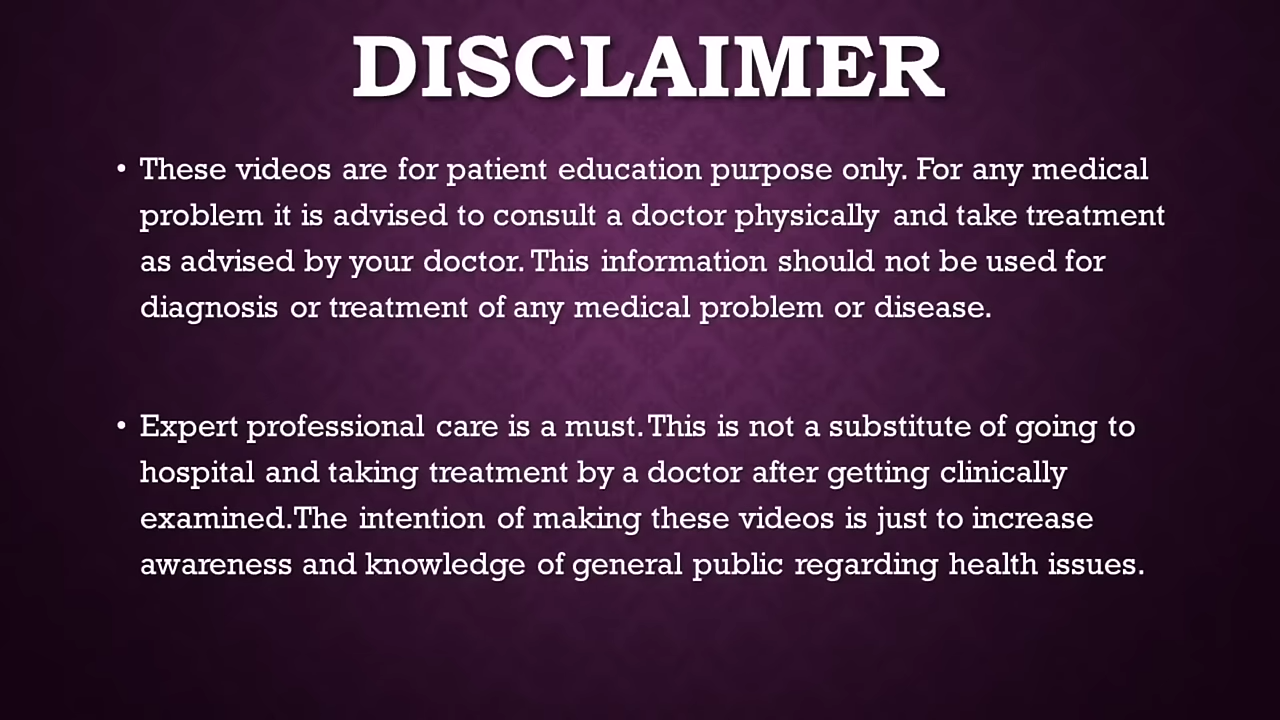 DISCLAIMER
• These videos are for patient education purpose only. For any medical
problem it is advised to consult a doctor physically and take treatment
as advised by your doctor. This information should not be used for
diagnosis or treatment of any medical problem or disease.
• Expert professional care is a must.This is not a substitute of going to
hospital and taking treatment by a doctor after getting clinically
examined.The intention of making these videos is just to increase
awareness and knowledge of general public regarding health issues.